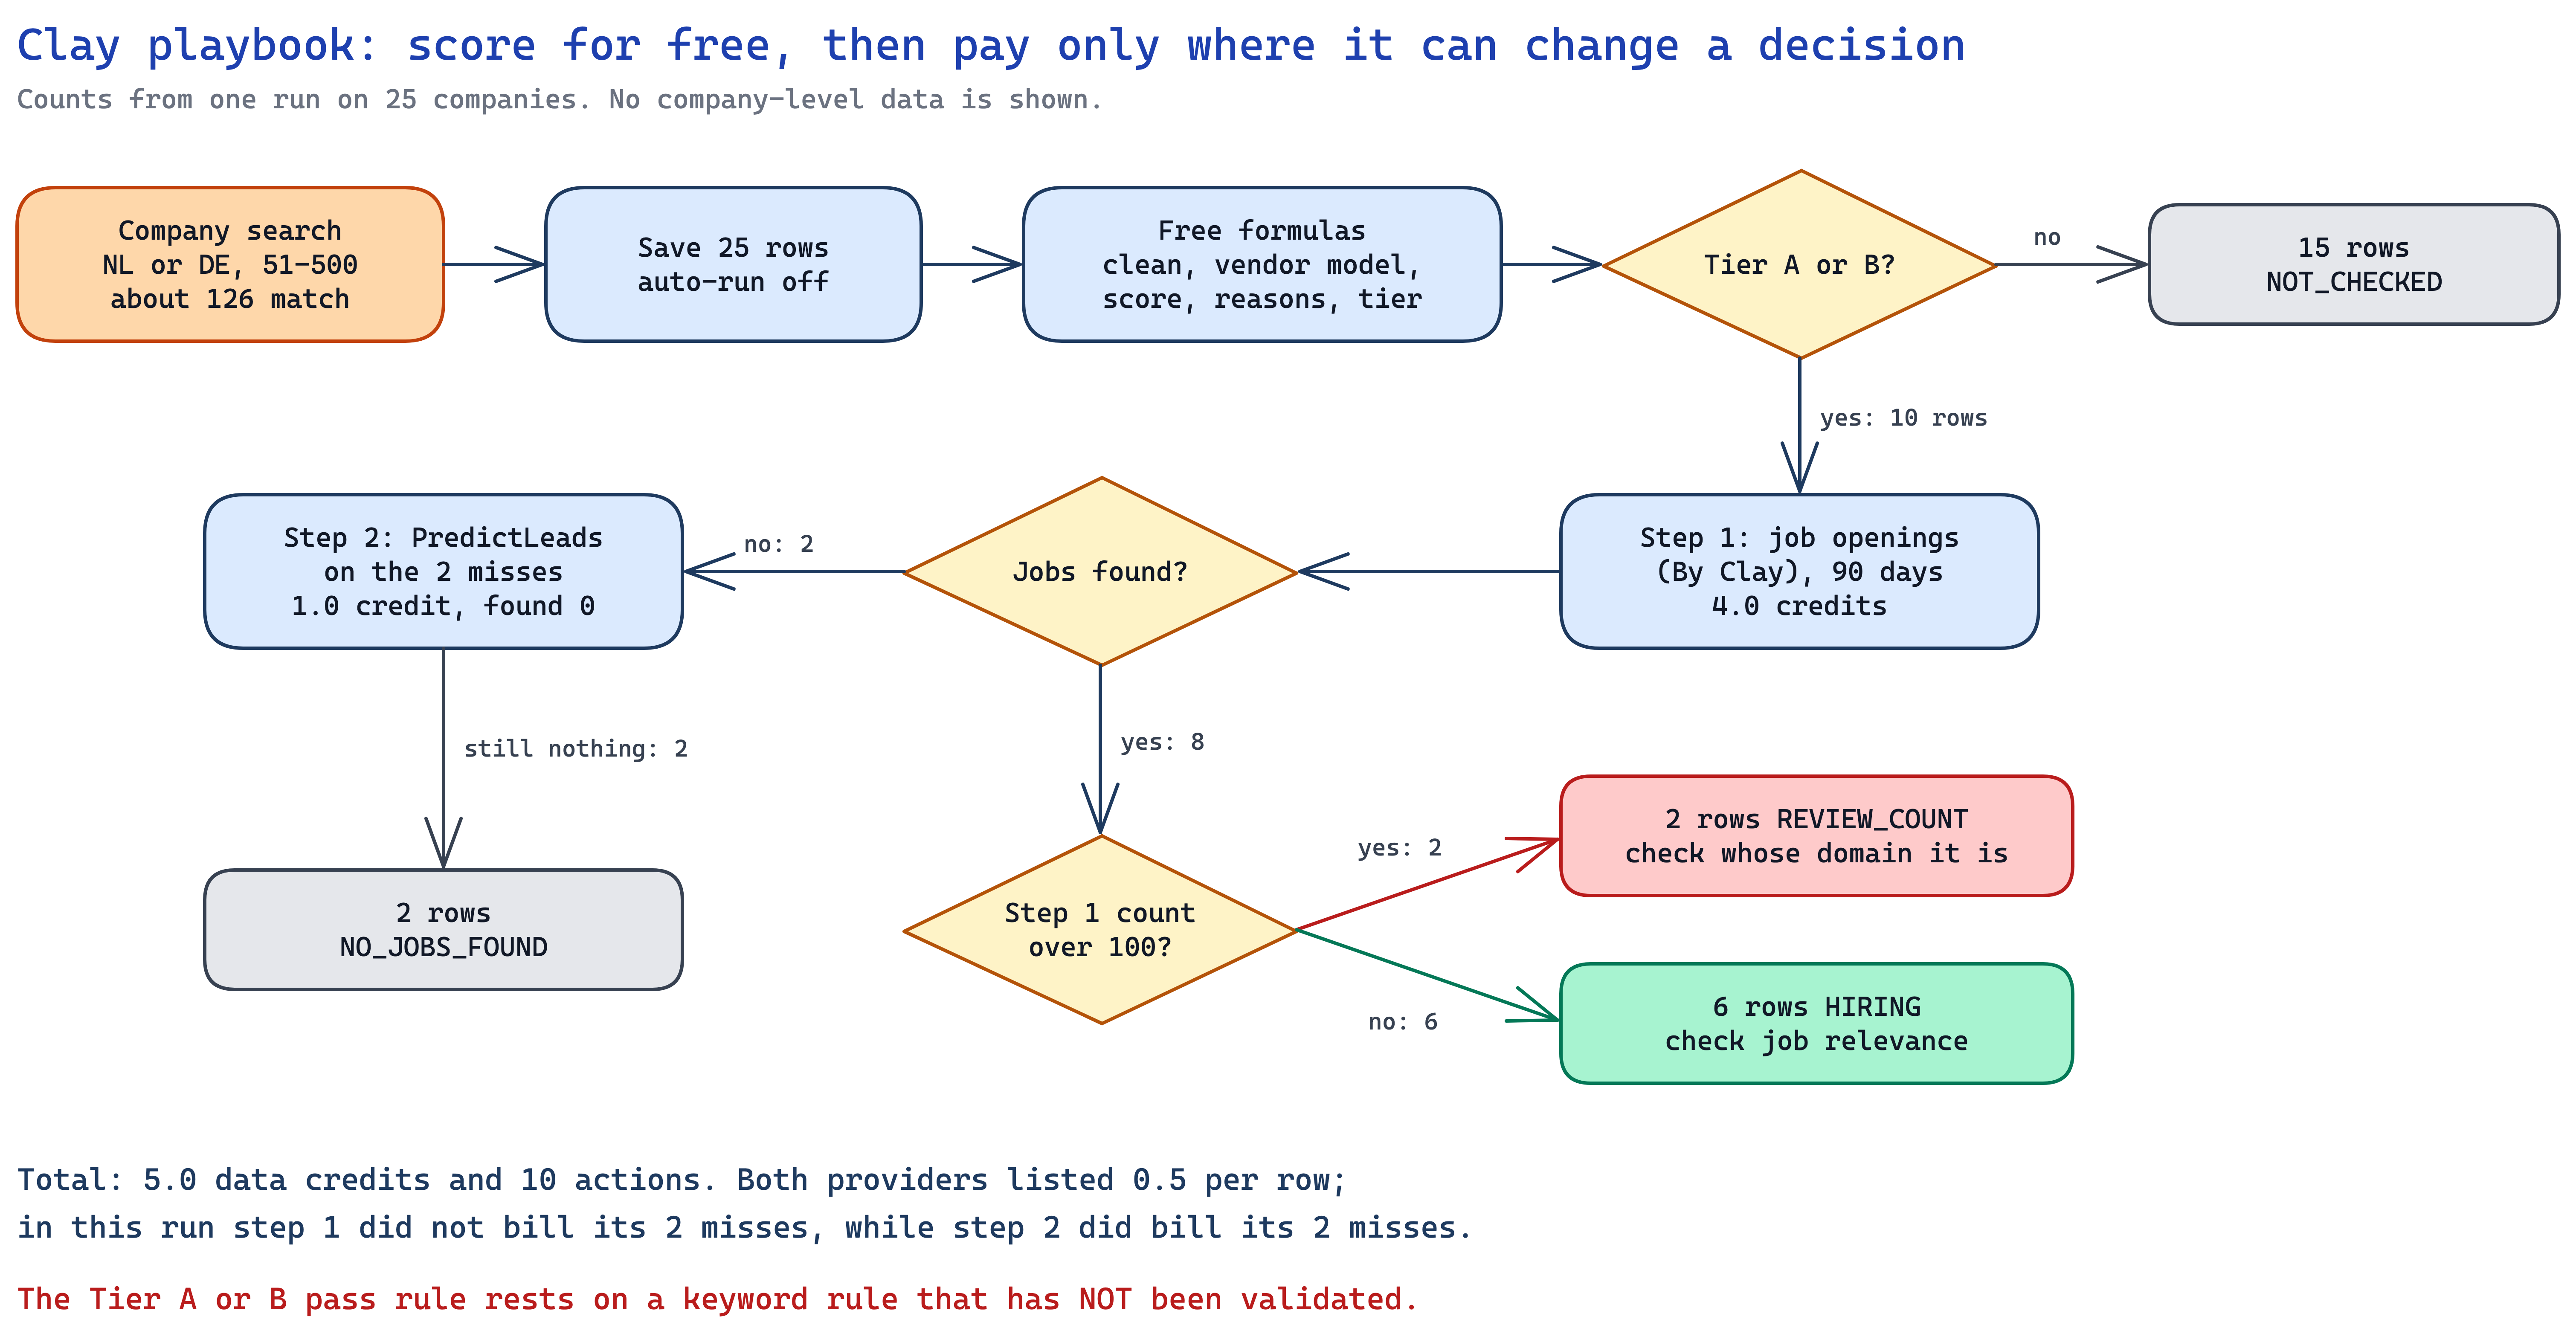 Clay playbook: score for free, then pay only where it can change a decision
Counts from one run on 25 companies. No company-level data is shown.
Company search
NL or DE, 51-500
about 126 match
Save 25 rows
auto-run off
Free formulas
clean, vendor model,
score, reasons, tier
Tier A or B?
no
15 rows
NOT_CHECKED
yes: 10 rows
Step 1: job openings
(By Clay), 90 days
4.0 credits
Jobs found?
no: 2
Step 2: PredictLeads
on the 2 misses
1.0 credit, found 0
still nothing: 2
2 rows
NO_JOBS_FOUND
yes: 8
Step 1 count
over 100?
yes: 2
2 rows REVIEW_COUNT
check whose domain it is
no: 6
6 rows HIRING
check job relevance
Total: 5.0 data credits and 10 actions. Both providers listed 0.5 per row;
in this run step 1 did not bill its 2 misses, while step 2 did bill its 2 misses.
The Tier A or B pass rule rests on a keyword rule that has NOT been validated.